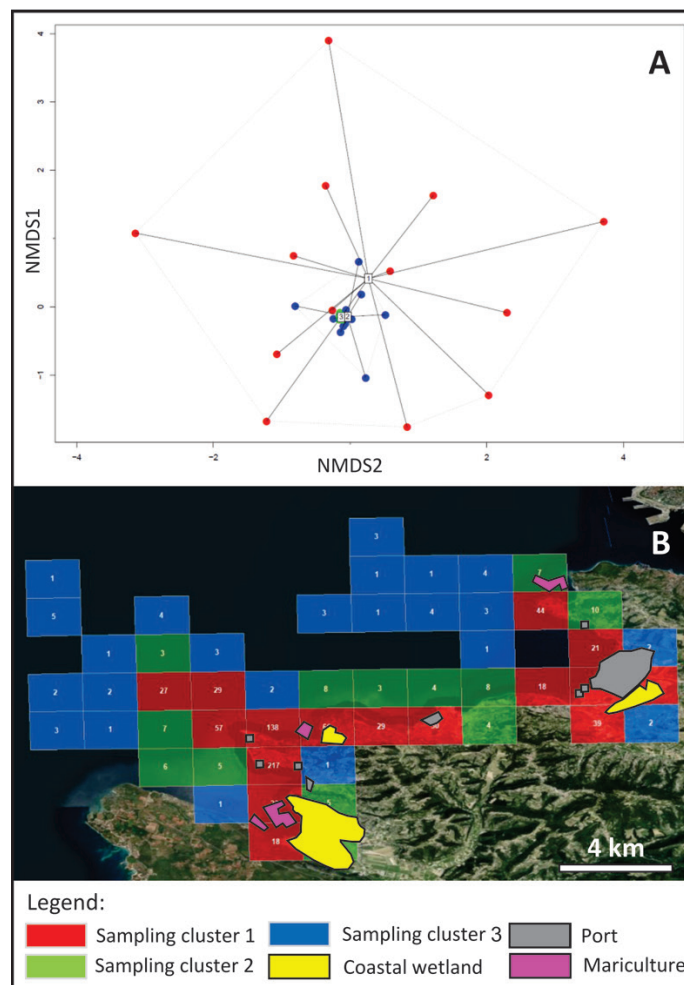 4
A
3
2
NMDS1
1
1
0
3 2
-1
-4 -2 0 2 4
NMDS2
3
B
1 1 1 4 7
5 4 3 1 4 3 44 10
1 3 3 1 21 2
2 2 27 29 2 8 3 4 8 18
3 1 7 57 138 29 4 39 2
6 5 217 1
1 5
18
4 km
Legend:
Sampling cluster 1 Sampling cluster 3 Port
Sampling cluster 2 Coastal wetland Mariculture